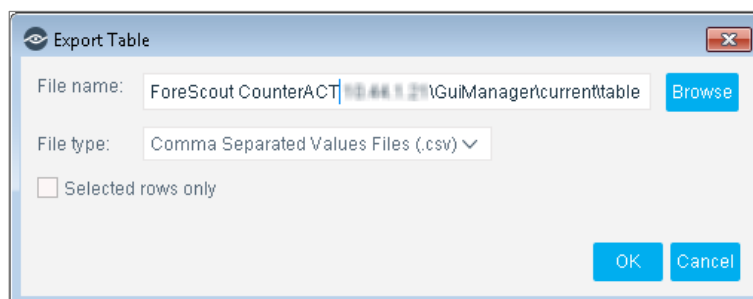 Export Table
File name: ForeScout CounterACT \GuiManager\current\table Browse
File type: Comma Separated Values Files (.csv)
Selected rows only
OK Cancel